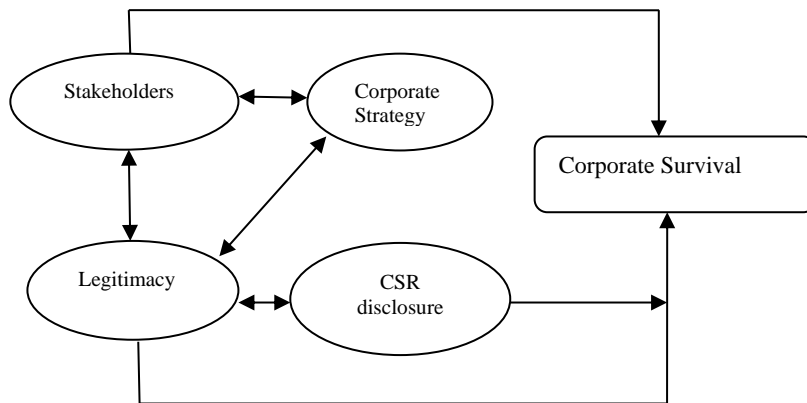 Stakeholders
Corporate
Strategy
Corporate Survival
Legitimacy
CSR
disclosure